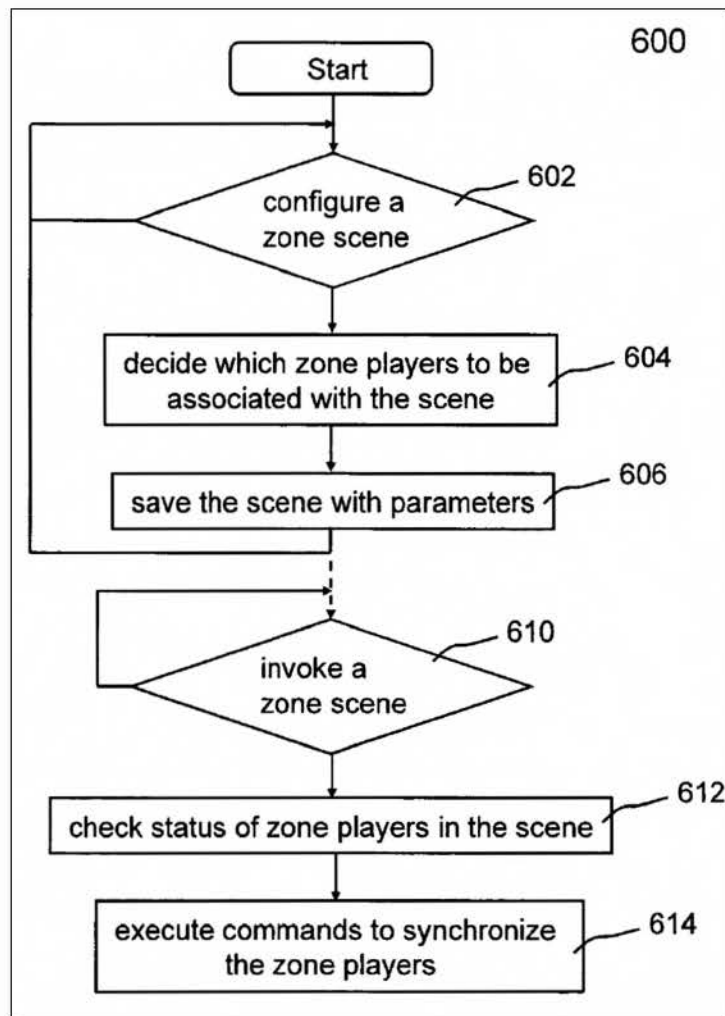 600
Start
602
configure a
zone scene
decide which zone players to be
associated with the scene
604
606
save the scene with parameters
610
invoke a
zone scene
612
check status of zone players in the scene
execute commands to synchronize
the zone players
614